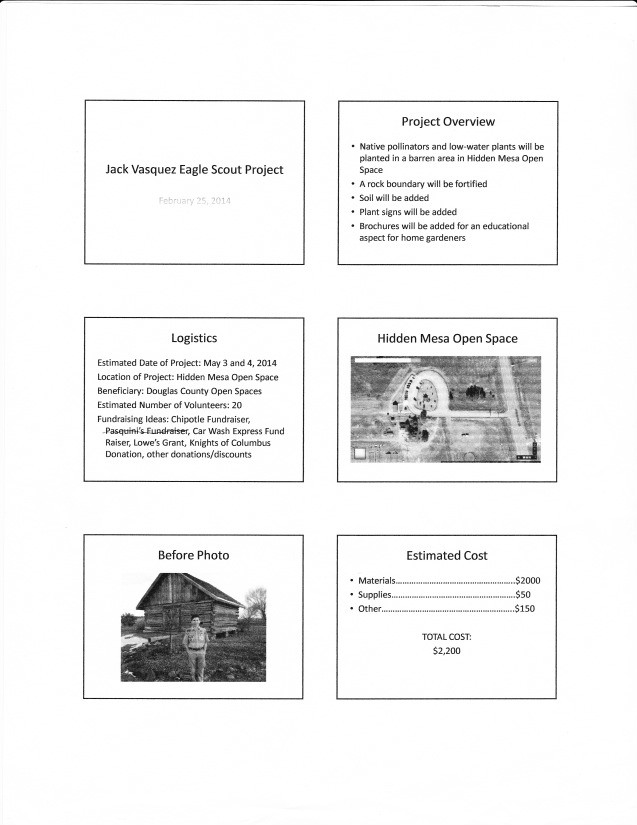 Jack Vasquez Eagle Scout Project
February 25, 2014
Project Overview
• Native pollinators and low-water plants will be
planted in a barren area in Hidden Mesa Open
Space
• A rock boundary will be fortified
• Soil will be added
• Plant signs will be added
• Brochures will be added for an educational
aspect for home gardeners
Logistics
Estimated Date of Project: May 3 and 4, 2014
Location of Project: Hidden Mesa Open Space
Beneficiary: Douglas County Open Spaces
Estimated Number of Volunteers: 20
Fundraising Ideas: Chipotle Fundraiser,
Pasquini's Fundraiser, Car Wash Express Fund
Raiser, Lowe's Grant, Knights of Columbus
Donation, other donations/discounts
Hidden Mesa Open Space
Before Photo
Estimated Cost
• Materials......................................................$2000
• Supplies..................................................$50
• Other.........................................................$150
TOTAL COST:
$2,200